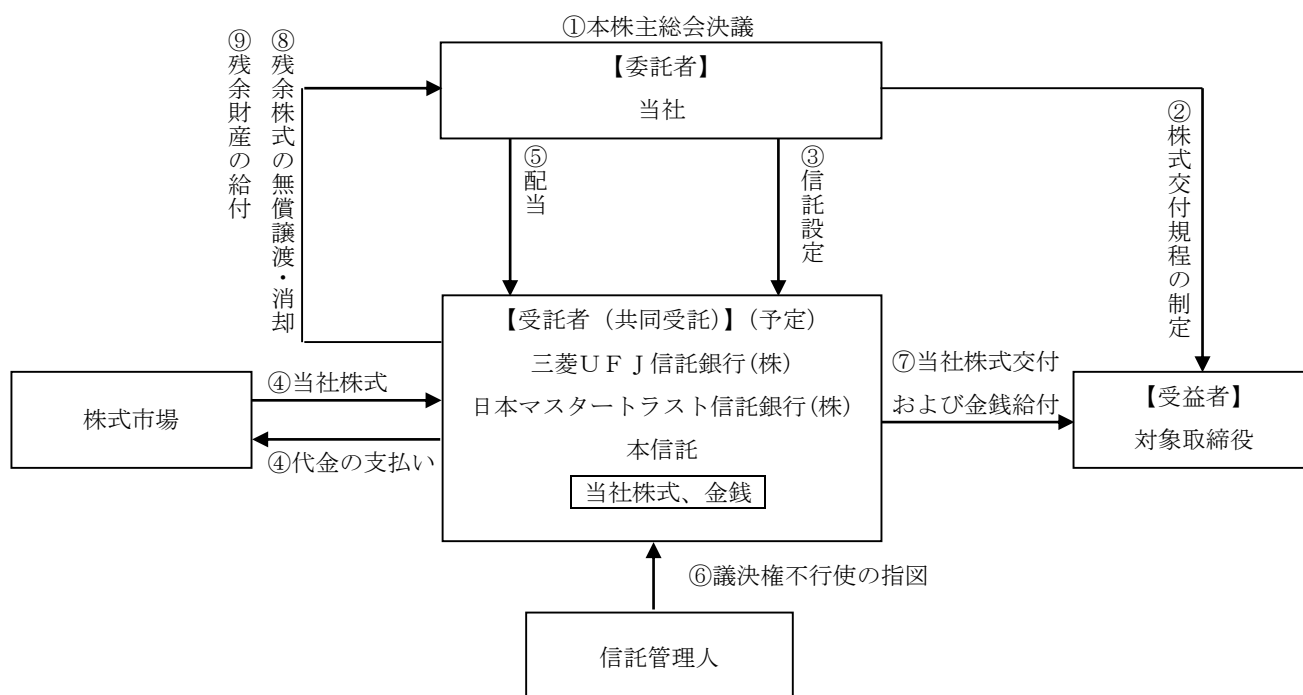 ①本株主総会決議
【委託者】
当社
⑨残余財産の給付
⑧残余株式の無償譲渡・消却
⑤配当
③信託設定
②株式交付規程の制定
【受託者（共同受託）】(予定)
三菱ＵＦＪ信託銀行(株)
日本マスタートラスト信託銀行(株)
本信託
当社株式、金銭
株式市場
④当社株式
④代金の支払い
⑦当社株式交付
および金銭給付
【受益者】
対象取締役
⑥議決権不行使の指図
信託管理人